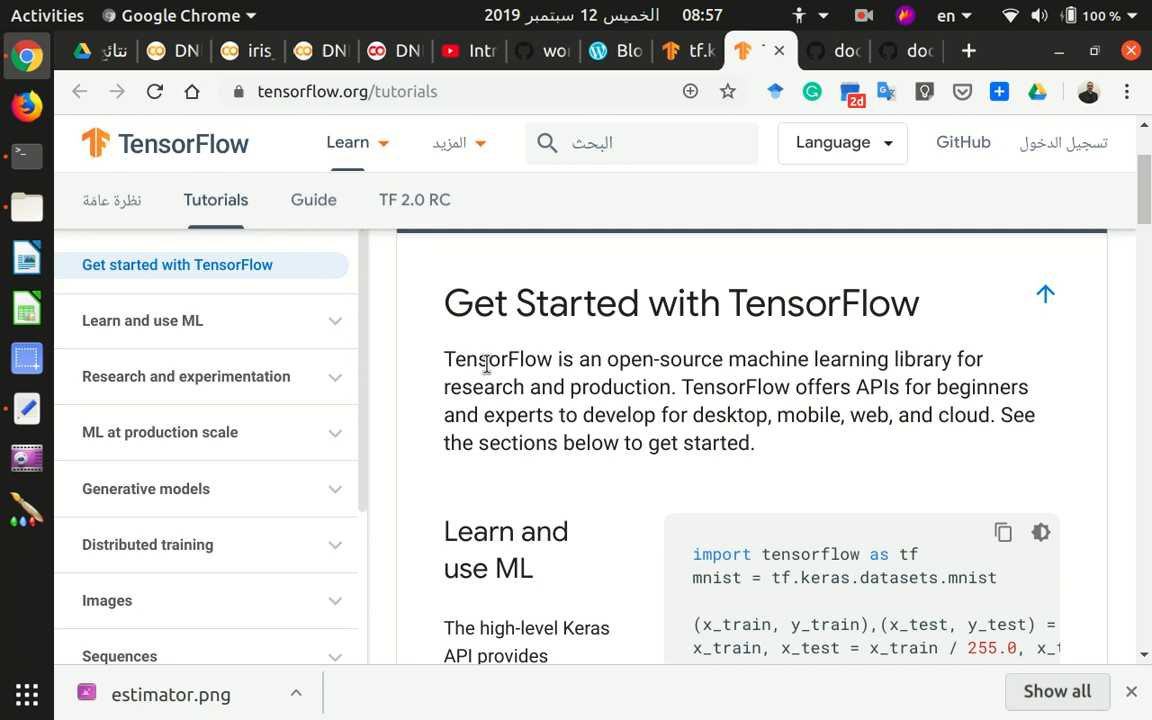 Activities
Google Chrome
الخميس 12 سبتمبر 2019
08:57
en
100 %
نتائج
DN
iris_
DN
DN
Intr
wor
Blo
tf.k
doc
doc
tensorflow.org/tutorials
2d
TensorFlow
Learn
المزيد
البحث
Language
GitHub
تسجيل الدخول
نظرة عامّة
Tutorials
Guide
TF 2.0 RC
Get started with TensorFlow
Learn and use ML
Research and experimentation
ML at production scale
Generative models
Distributed training
Images
Sequences
Get Started with TensorFlow
TensorFlow is an open-source machine learning library for
research and production. TensorFlow offers APIs for beginners
and experts to develop for desktop, mobile, web, and cloud. See
the sections below to get started.
Learn and
use ML
The high-level Keras
API provides
import tensorflow as tf
mnist = tf.keras.datasets.mnist
(x_train, y_train),(x_test, y_test) =
x_train, x_test = x_train / 255.0, x_t
estimator.png
Show all